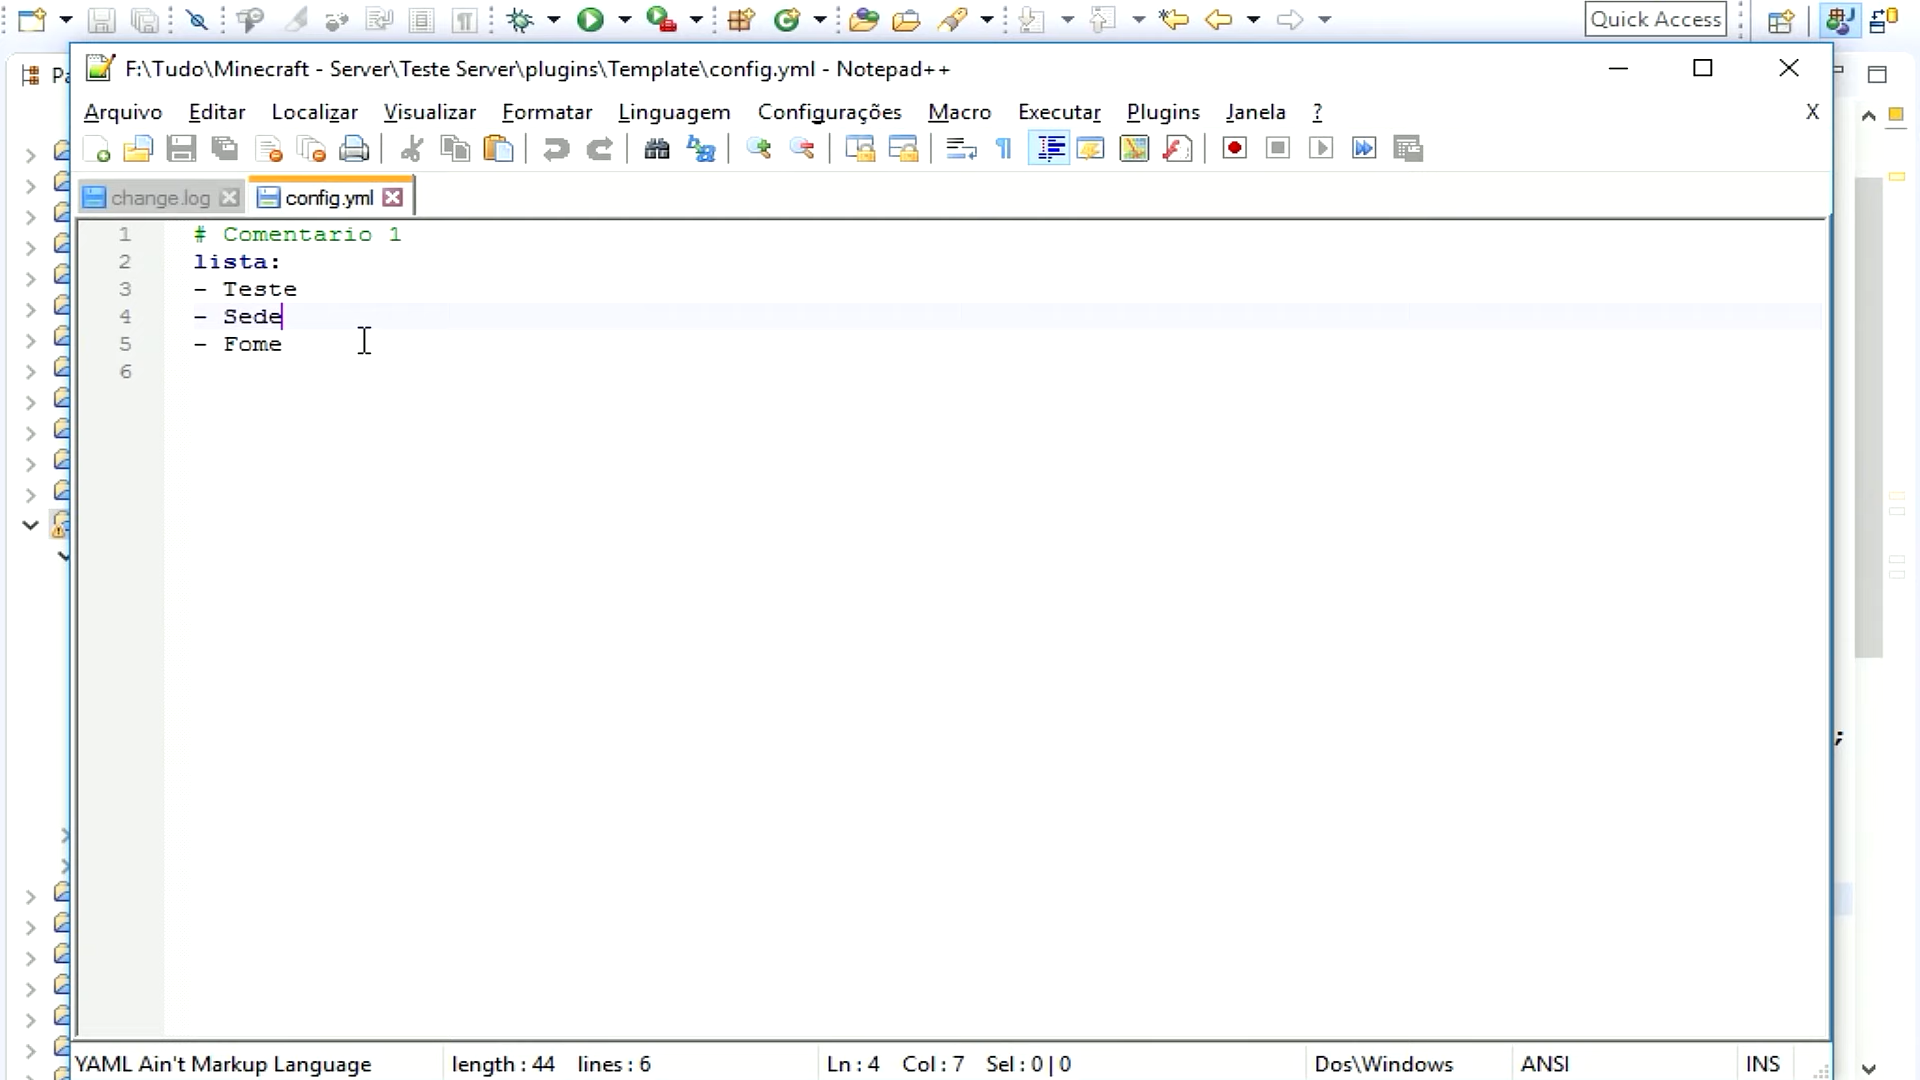 Quick Access
Pa
F:\Tudo\Minecraft - Server\Teste Server\plugins\Template\config.yml - Notepad++
Arquivo Editar Localizar Visualizar Formatar Linguagem Configurações Macro Executar Plugins Janela ? X
change.log config.yml
1 # Comentario 1
2 lista:
3 - Teste
4 - Sede
5 - Fome
6
;
YAML Ain't Markup Language length : 44 lines : 6 Ln : 4 Col : 7 Sel : 0 | 0 Dos\Windows ANSI INS